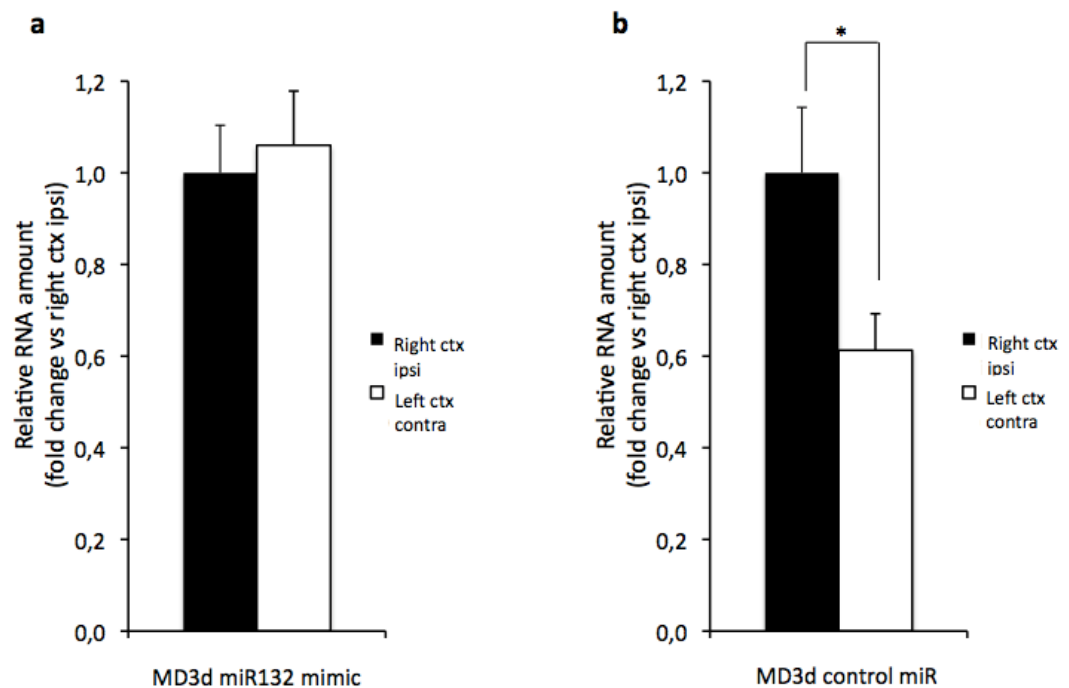 a
1,2
1,0
0,8
0,6
0,4
0,2
0,0
Relative RNA amount
(fold change vs right ctx ipsi)
Right ctx
ipsi
Left ctx
contra
MD3d miR132 mimic
b
*
1,2
1,0
0,8
0,6
0,4
0,2
0,0
Relative RNA amount
(fold change vs right ctx ipsi)
Right ctx
ipsi
Left ctx
contra
MD3d control miR